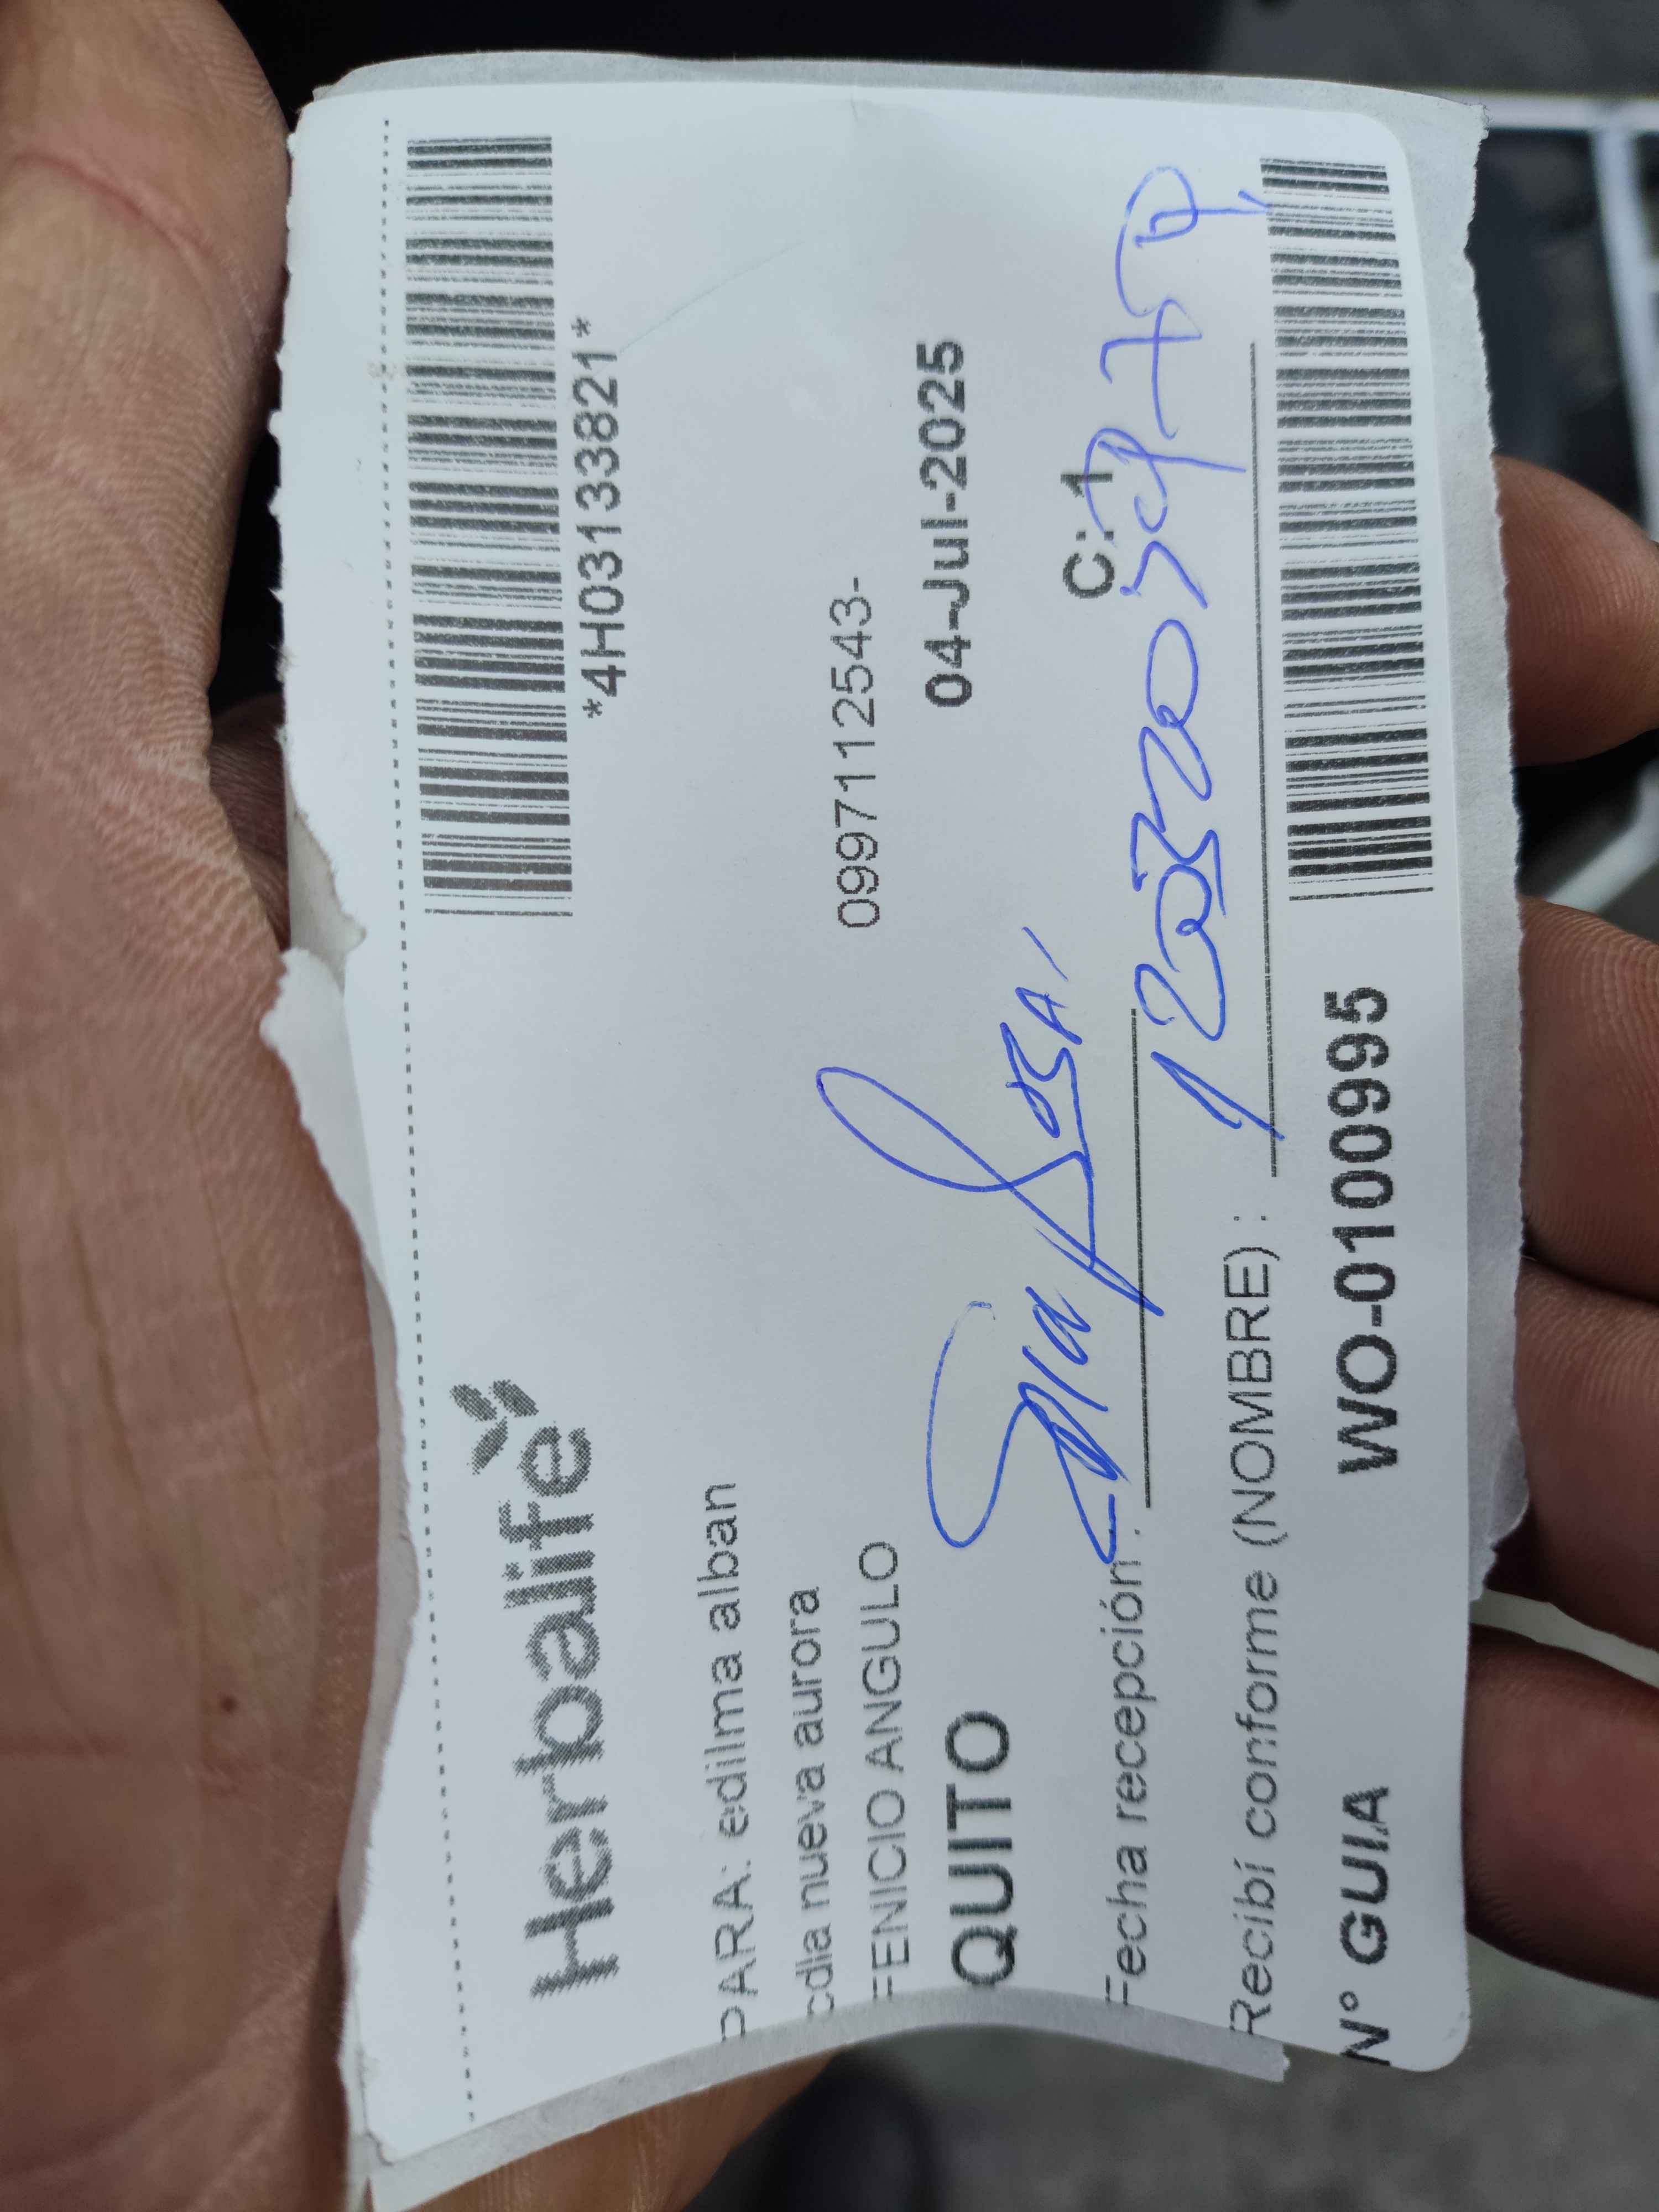 Herbalife
*4H03133821*
PARA: edilma alban
cdla nueva aurora
FENICIO ANGULO 0997112543-
QUITO 04-Jul-2025
C: 1
Fecha recepción :
Recibí conforme (NOMBRE) :
N° GUIA WO-0100995